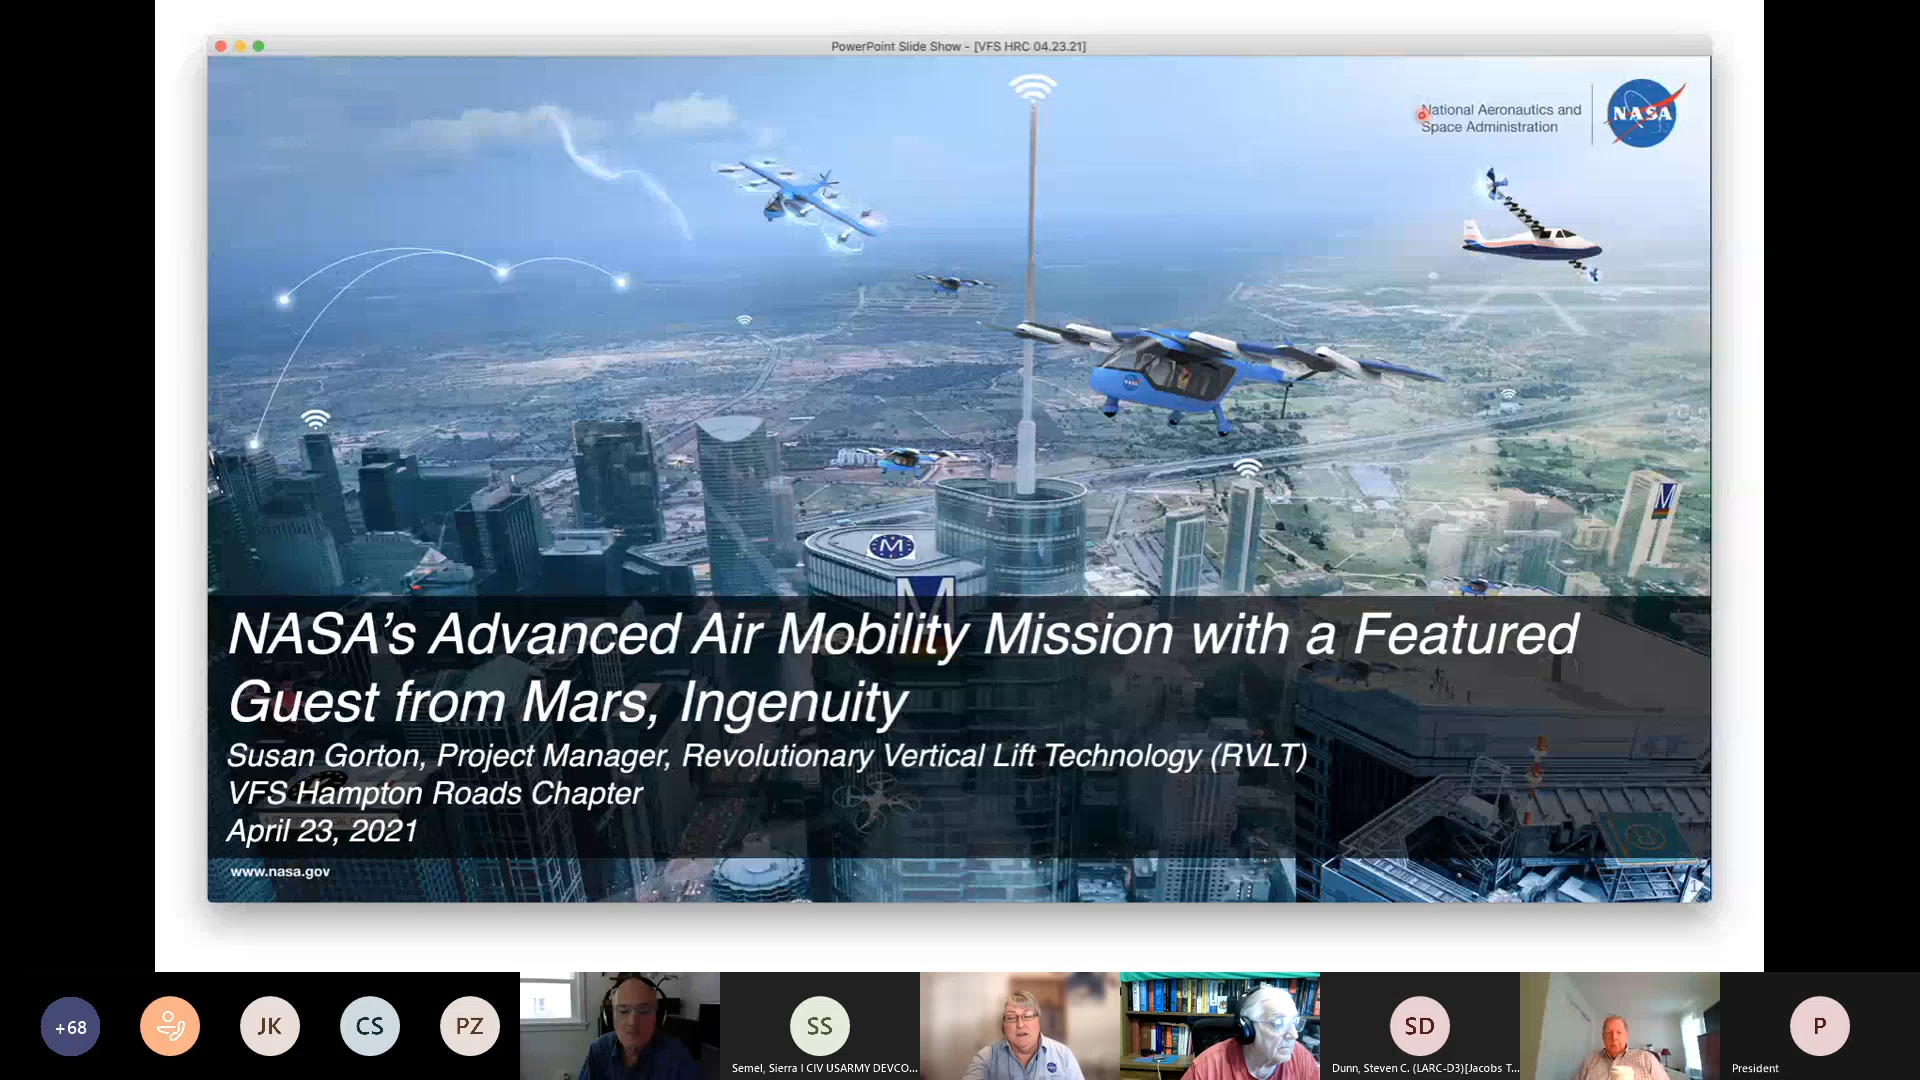 PowerPoint Slide Show - [VFS HRC 04.23.21]
National Aeronautics and
Space Administration
NASA
NASA
M
M
M
NASA's Advanced Air Mobility Mission with a Featured
Guest from Mars, Ingenuity
Susan Gorton, Project Manager, Revolutionary Vertical Lift Technology (RVLT)
VFS Hampton Roads Chapter
April 23, 2021
www.nasa.gov
1
+68
JK
CS
PZ
SS
Semel, Sierra I CIV USARMY DEVCO...
SD
Dunn, Steven C. (LARC-D3)[Jacobs T...
P
President